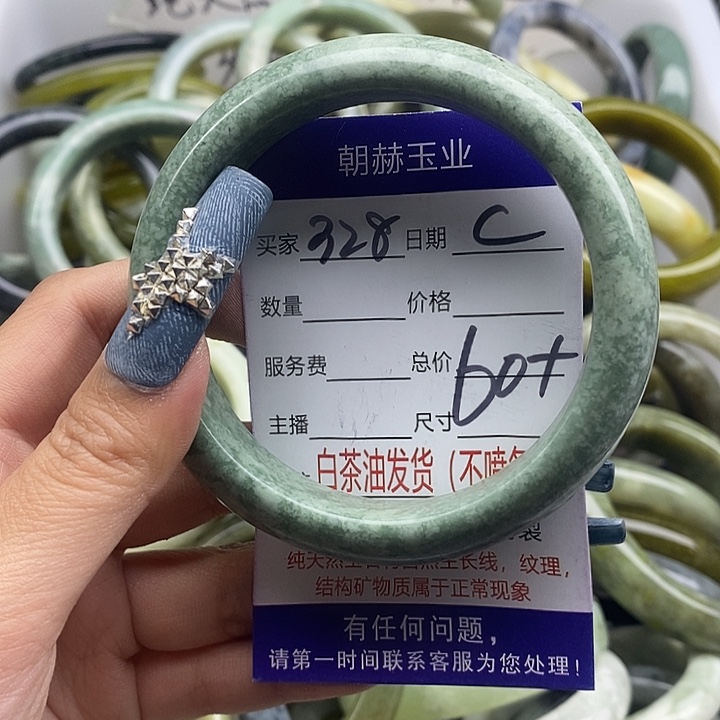 朝赫玉业
买家 328 日期 C
数量 价格
服务费 总价
主播 尺寸 60+
白茶油发货（不喷
结构矿物质属于正常现象
有任何问题，
请第一时间联系客服为您处理！